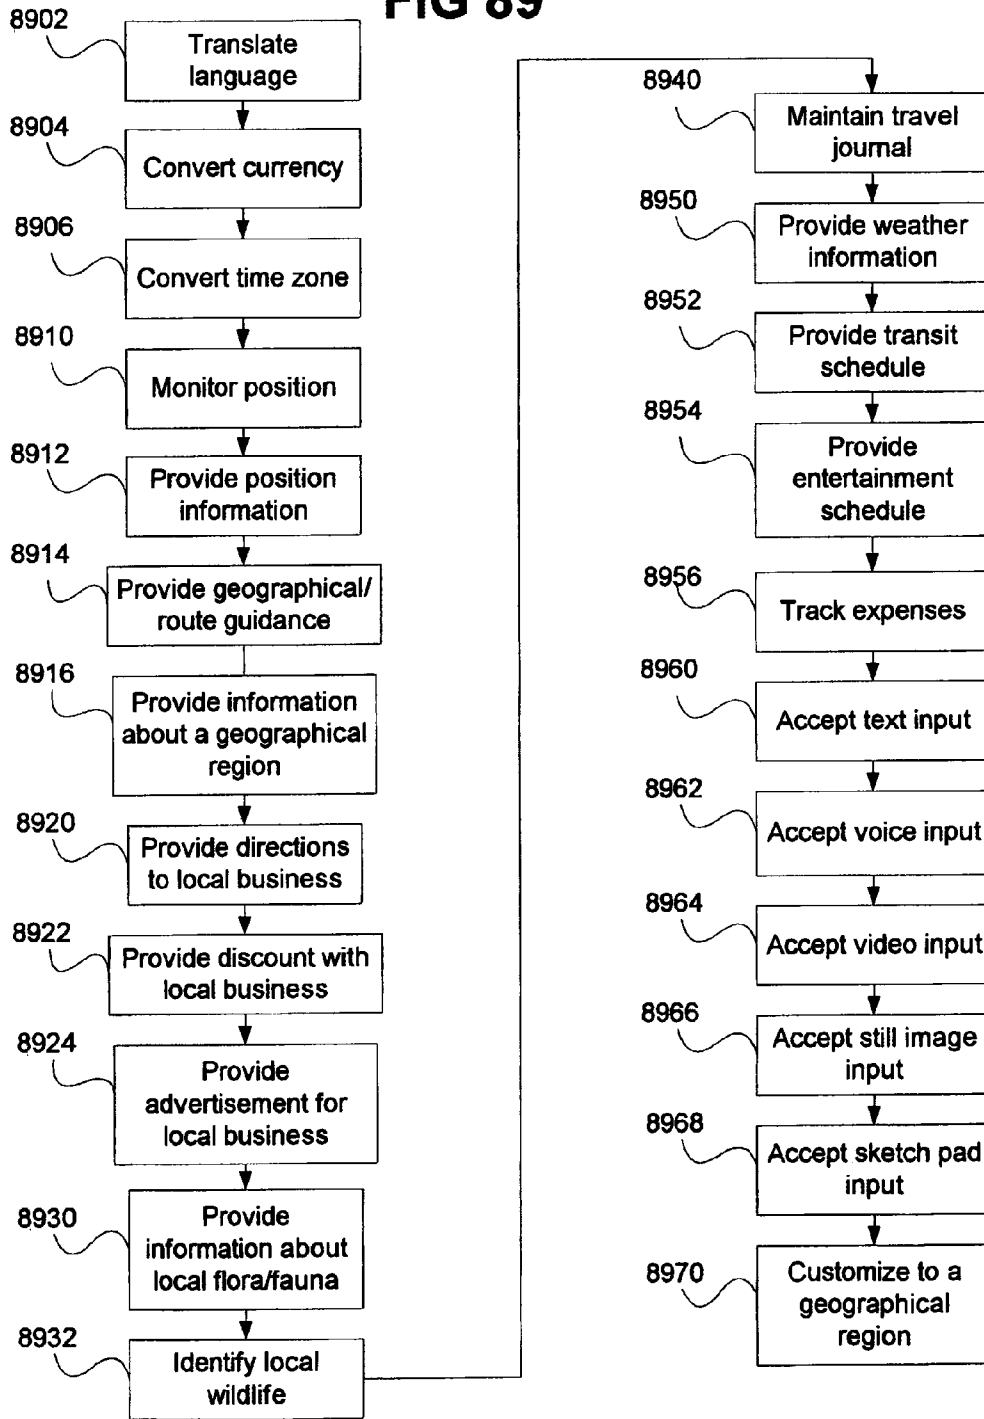 FIG 89
8902
Translate
language
8904
Convert currency
8906
Convert time zone
8910
Monitor position
8912
Provide position
information
8914
Provide geographical/
route guidance
8916
Provide information
about a geographical
region
8920
Provide directions
to local business
8922
Provide discount with
local business
8924
Provide
advertisement for
local business
8930
Provide
information about
local flora/fauna
8932
Identify local
wildlife
8940
Maintain travel
journal
8950
Provide weather
information
8952
Provide transit
schedule
8954
Provide
entertainment
schedule
8956
Track expenses
8960
Accept text input
8962
Accept voice input
8964
Accept video input
8966
Accept still image
input
8968
Accept sketch pad
input
8970
Customize to a
geographical
region